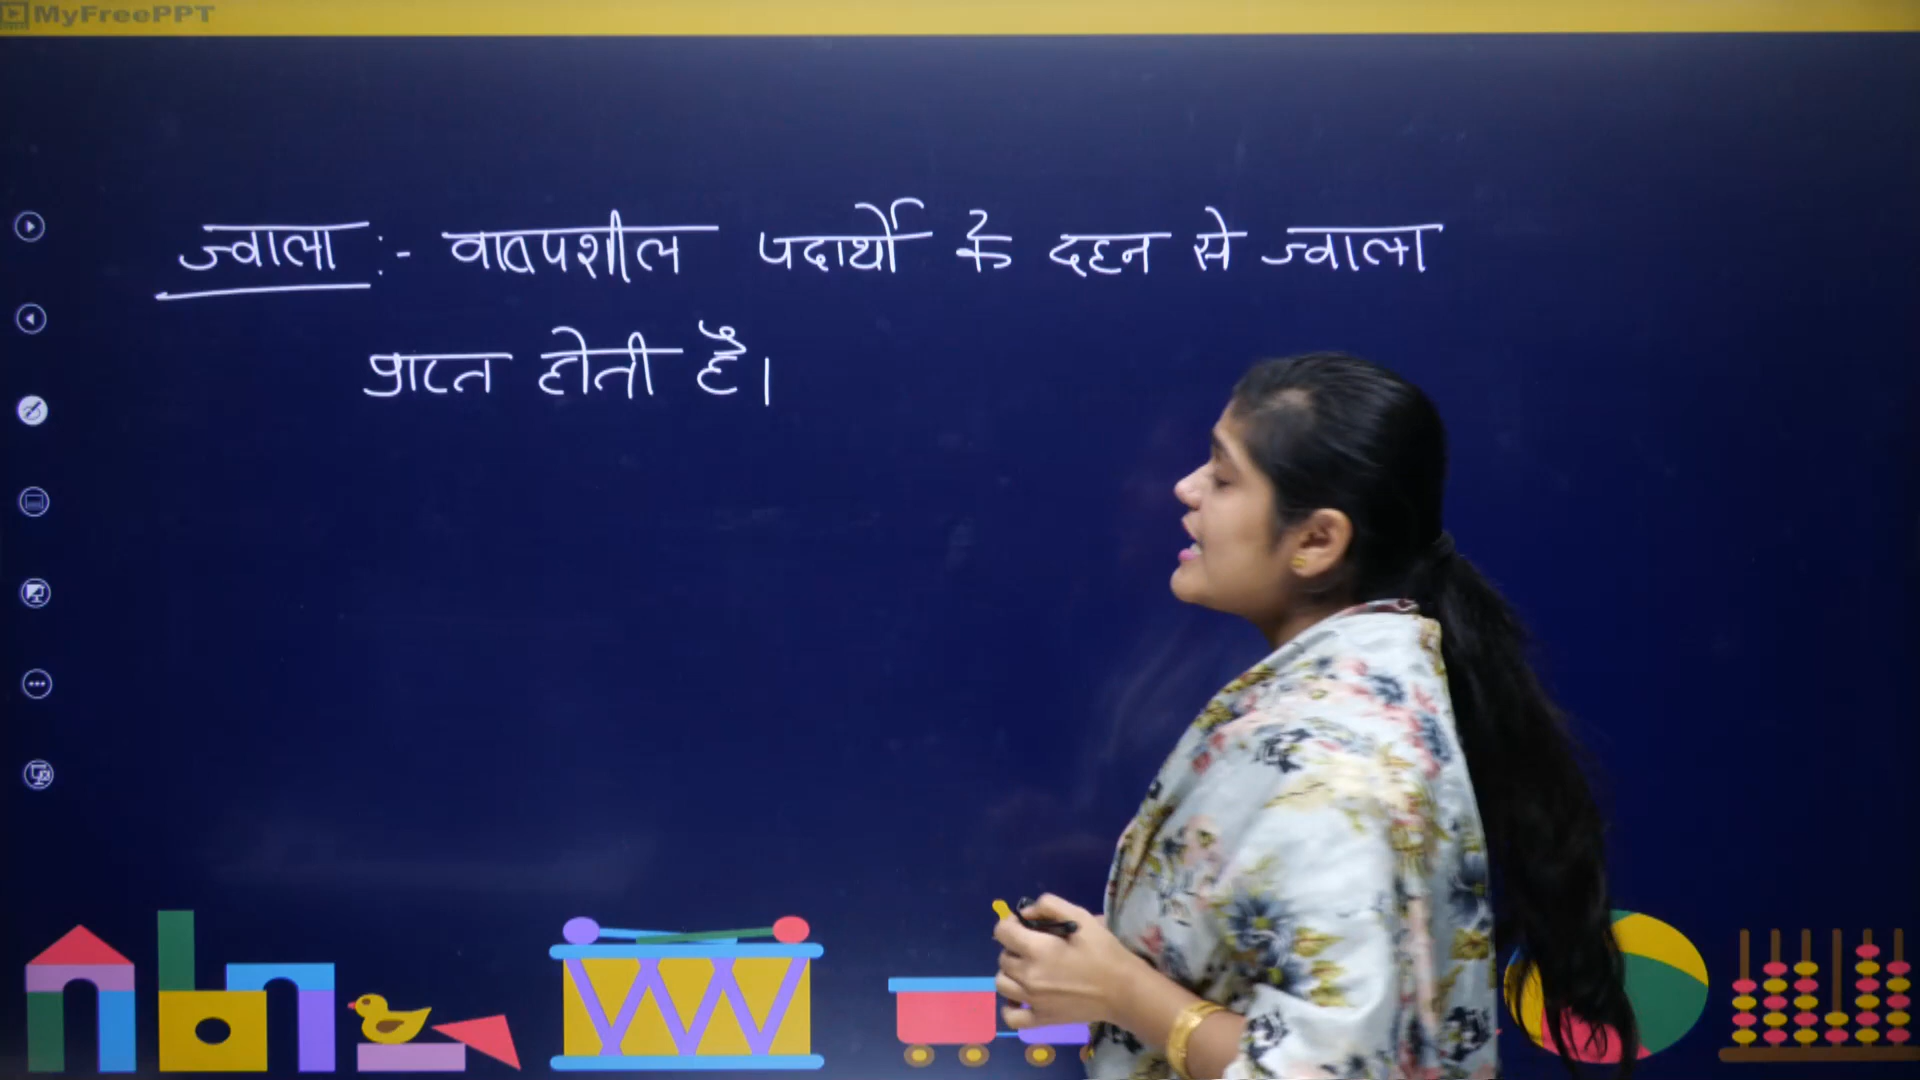 MyFreePPT
ज्वाला :- वाष्पशील पदार्थो के दहन से ज्वाला
प्राप्त होती है।